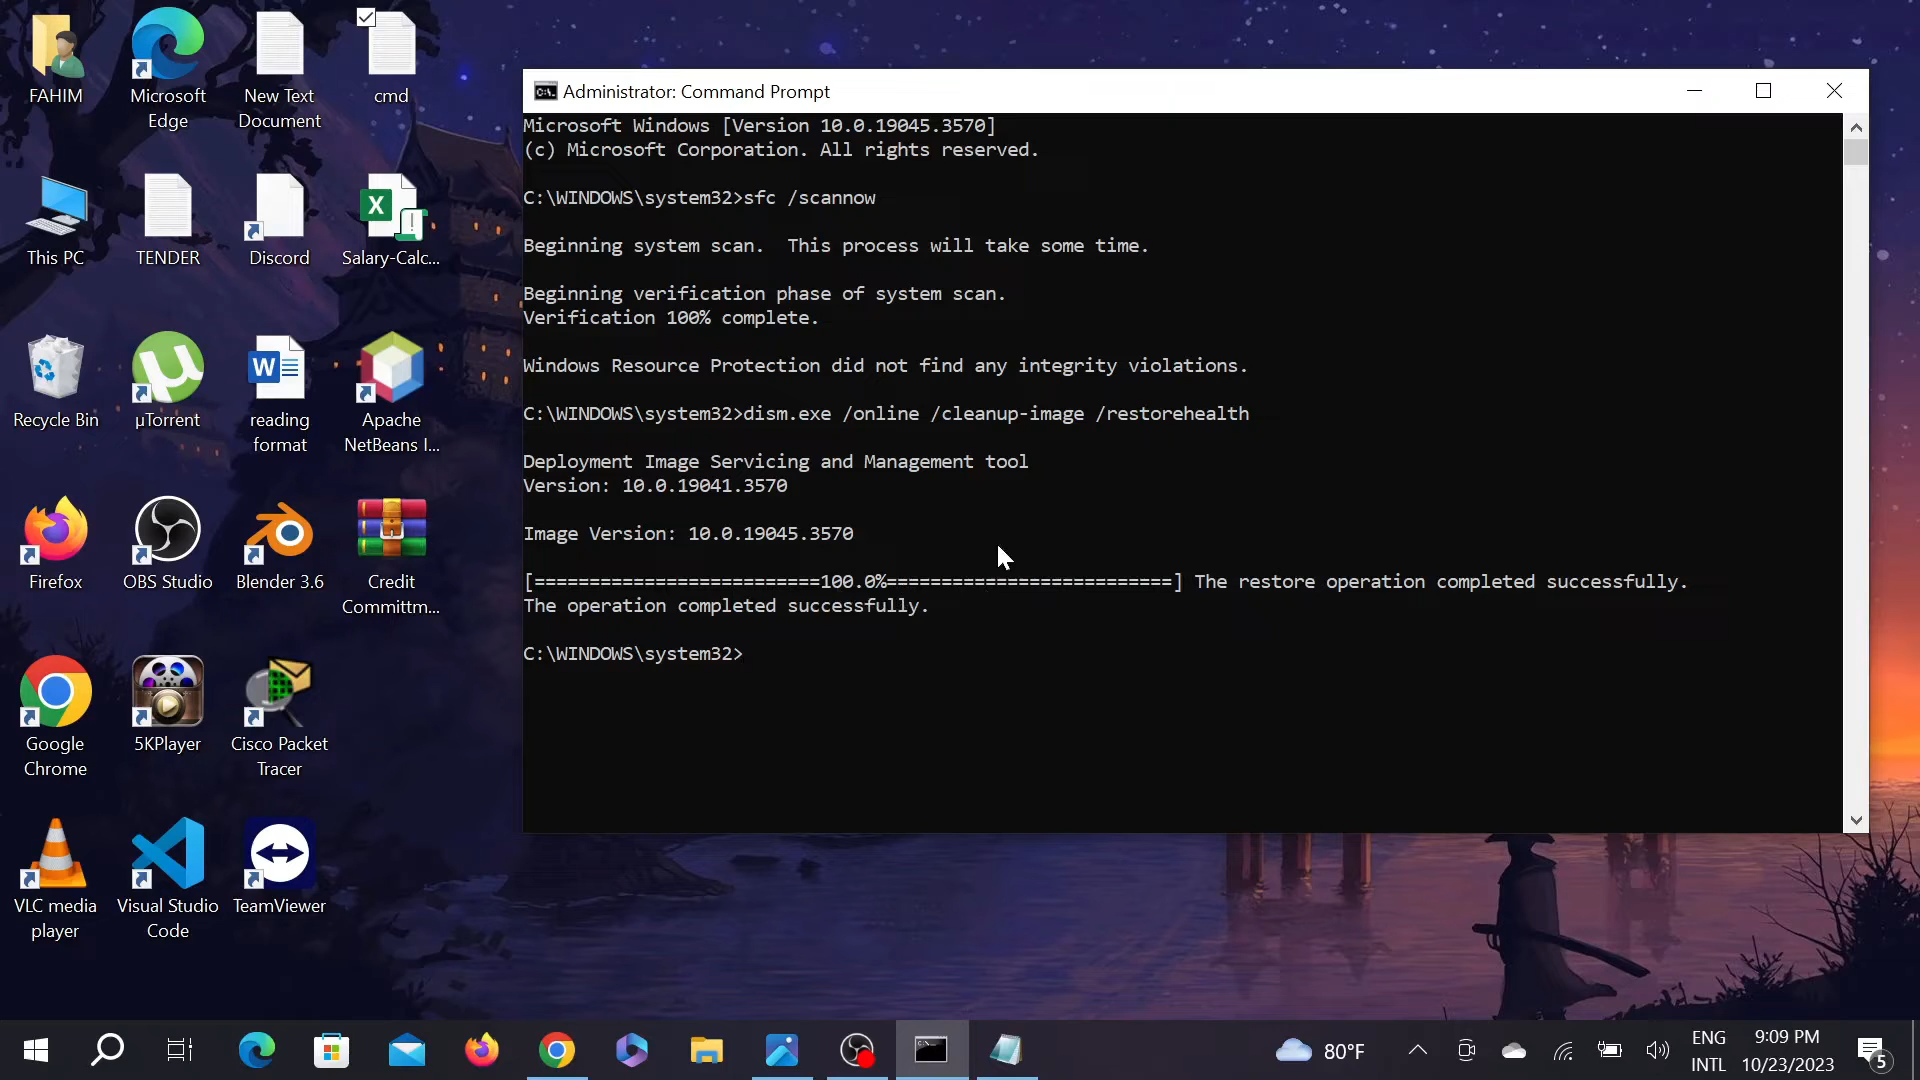 FAHIM
Microsoft
Edge
New Text
Document
cmd
This PC
TENDER
Discord
Salary-Calc...
Recycle Bin
µTorrent
reading
format
Apache
NetBeans I...
Firefox
OBS Studio
Blender 3.6
Credit
Committm...
Google
Chrome
5KPlayer
Cisco Packet
Tracer
VLC media
player
Visual Studio
Code
TeamViewer
Administrator: Command Prompt
Microsoft Windows [Version 10.0.19045.3570]
(c) Microsoft Corporation. All rights reserved.
C:\WINDOWS\system32>sfc /scannow
Beginning system scan.  This process will take some time.
Beginning verification phase of system scan.
Verification 100% complete.
Windows Resource Protection did not find any integrity violations.
C:\WINDOWS\system32>dism.exe /online /cleanup-image /restorehealth
Deployment Image Servicing and Management tool
Version: 10.0.19041.3570
Image Version: 10.0.19045.3570
[==========================100.0%==========================] The restore operation completed successfully.
The operation completed successfully.
C:\WINDOWS\system32>
80°F
ENG
INTL
9:09 PM
10/23/2023
5